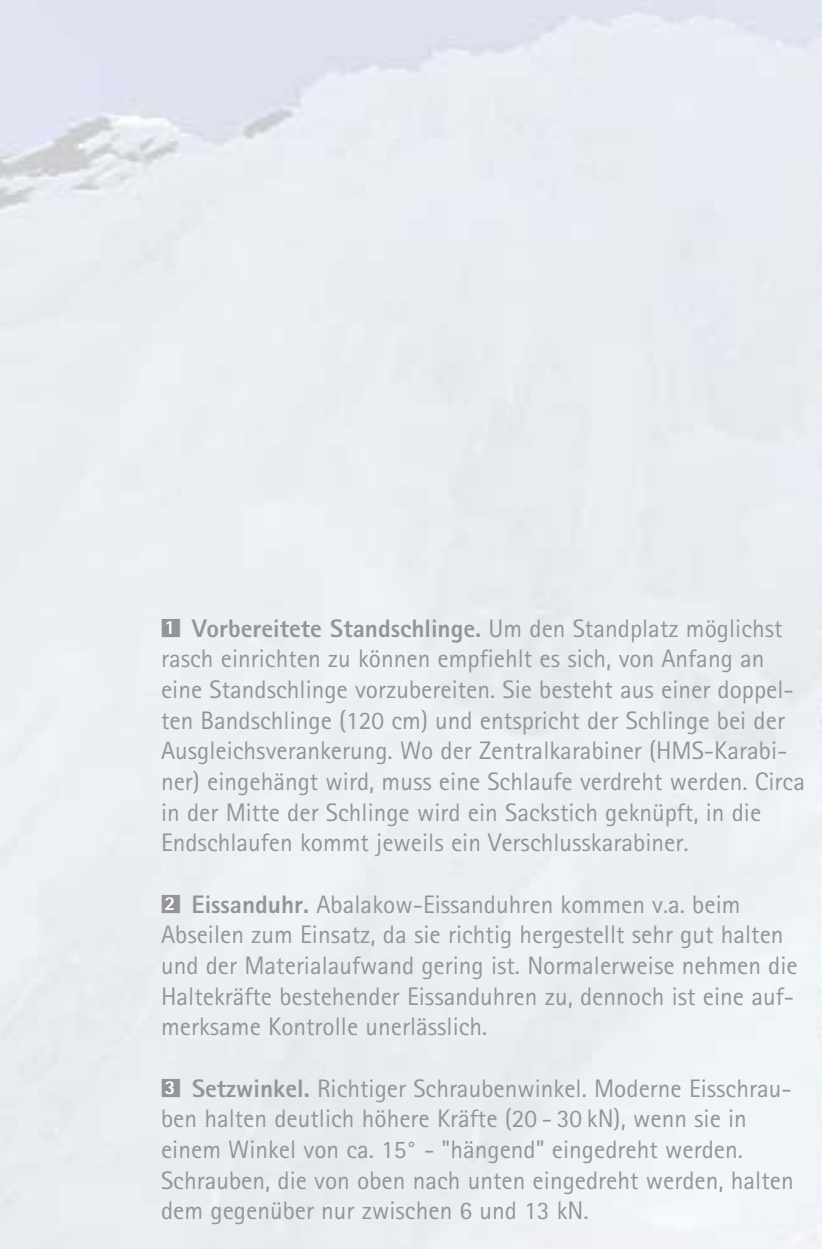 1 Vorbereitete Standschlinge. Um den Standplatz möglichst
rasch einrichten zu können empfiehlt es sich, von Anfang an
eine Standschlinge vorzubereiten. Sie besteht aus einer doppel-
ten Bandschlinge (120 cm) und entspricht der Schlinge bei der
Ausgleichsverankerung. Wo der Zentralkarabiner (HMS-Karabi-
ner) eingehängt wird, muss eine Schlaufe verdreht werden. Circa
in der Mitte der Schlinge wird ein Sackstich geknüpft, in die
Endschlaufen kommt jeweils ein Verschlusskarabiner.
2 Eissanduhr. Abalakow-Eissanduhren kommen v.a. beim
Abseilen zum Einsatz, da sie richtig hergestellt sehr gut halten
und der Materialaufwand gering ist. Normalerweise nehmen die
Haltekräfte bestehender Eissanduhren zu, dennoch ist eine auf-
merksame Kontrolle unerlässlich.
3 Setzwinkel. Richtiger Schraubenwinkel. Moderne Eisschrau-
ben halten deutlich höhere Kräfte (20 - 30 kN), wenn sie in
einem Winkel von ca. 15° - "hängend" eingedreht werden.
Schrauben, die von oben nach unten eingedreht werden, halten
dem gegenüber nur zwischen 6 und 13 kN.